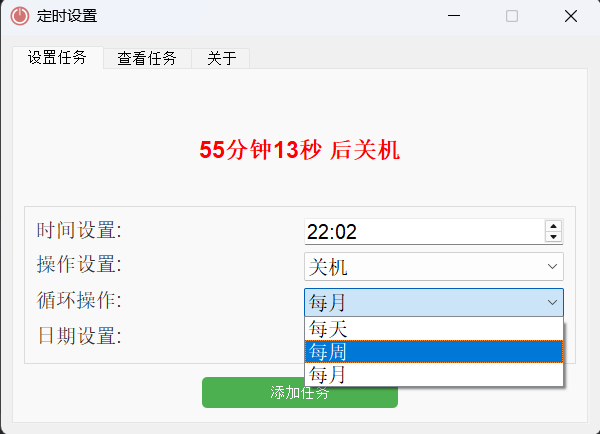 定时设置
设置任务 查看任务 关于
55分钟13秒 后关机
时间设置: 22:02
操作设置: 关机
循环操作: 每月
每天
日期设置:
每周
每月
添加任务